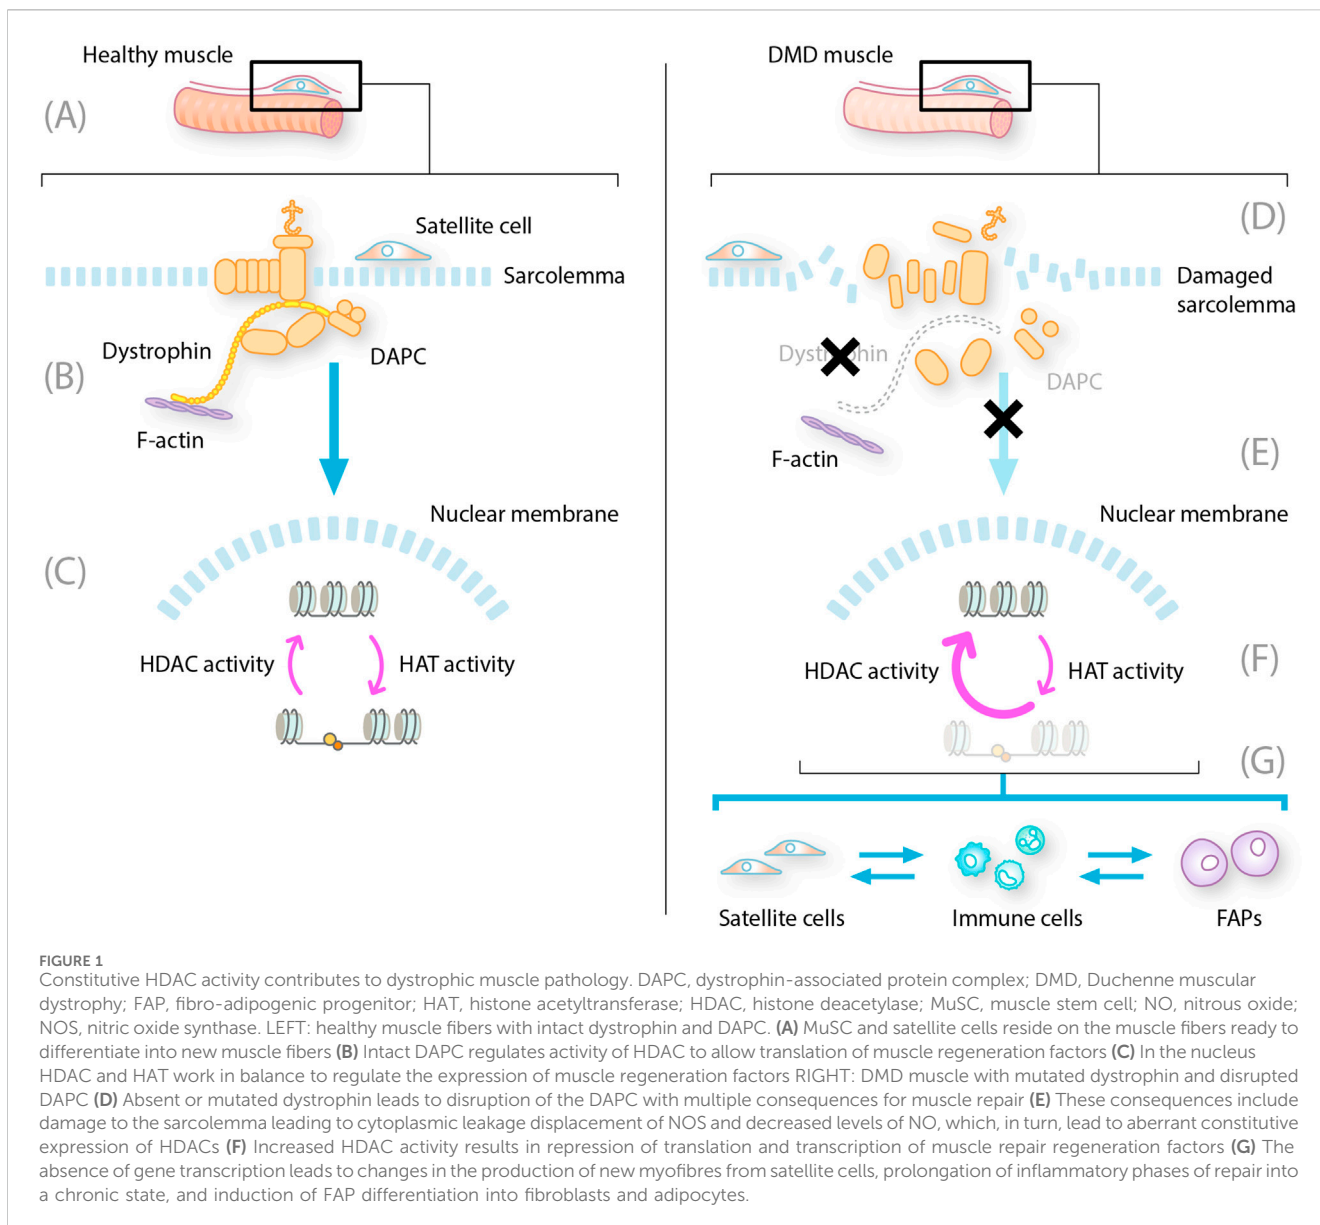 Healthy muscle
(A)
Satellite cell
Sarcolemma
Dystrophin
DAPC
(B)
F-actin
Nuclear membrane
(C)
HDAC activity
HAT activity
DMD muscle
(D)
Damaged
sarcolemma
Dystrophin
DAPC
F-actin
(E)
Nuclear membrane
HDAC activity
HAT activity
(F)
(G)
Satellite cells
Immune cells
FAPs
FIGURE 1
Constitutive HDAC activity contributes to dystrophic muscle pathology. DAPC, dystrophin-associated protein complex; DMD, Duchenne muscular
dystrophy; FAP, fibro-adipogenic progenitor; HAT, histone acetyltransferase; HDAC, histone deacetylase; MuSC, muscle stem cell; NO, nitrous oxide;
NOS, nitric oxide synthase. LEFT: healthy muscle fibers with intact dystrophin and DAPC. (A) MuSC and satellite cells reside on the muscle fibers ready to
differentiate into new muscle fibers (B) Intact DAPC regulates activity of HDAC to allow translation of muscle regeneration factors (C) In the nucleus
HDAC and HAT work in balance to regulate the expression of muscle regeneration factors RIGHT: DMD muscle with mutated dystrophin and disrupted
DAPC (D) Absent or mutated dystrophin leads to disruption of the DAPC with multiple consequences for muscle repair (E) These consequences include
damage to the sarcolemma leading to cytoplasmic leakage displacement of NOS and decreased levels of NO, which, in turn, lead to aberrant constitutive
expression of HDACs (F) Increased HDAC activity results in repression of translation and transcription of muscle repair regeneration factors (G) The
absence of gene transcription leads to changes in the production of new myofibres from satellite cells, prolongation of inflammatory phases of repair into
a chronic state, and induction of FAP differentiation into fibroblasts and adipocytes.